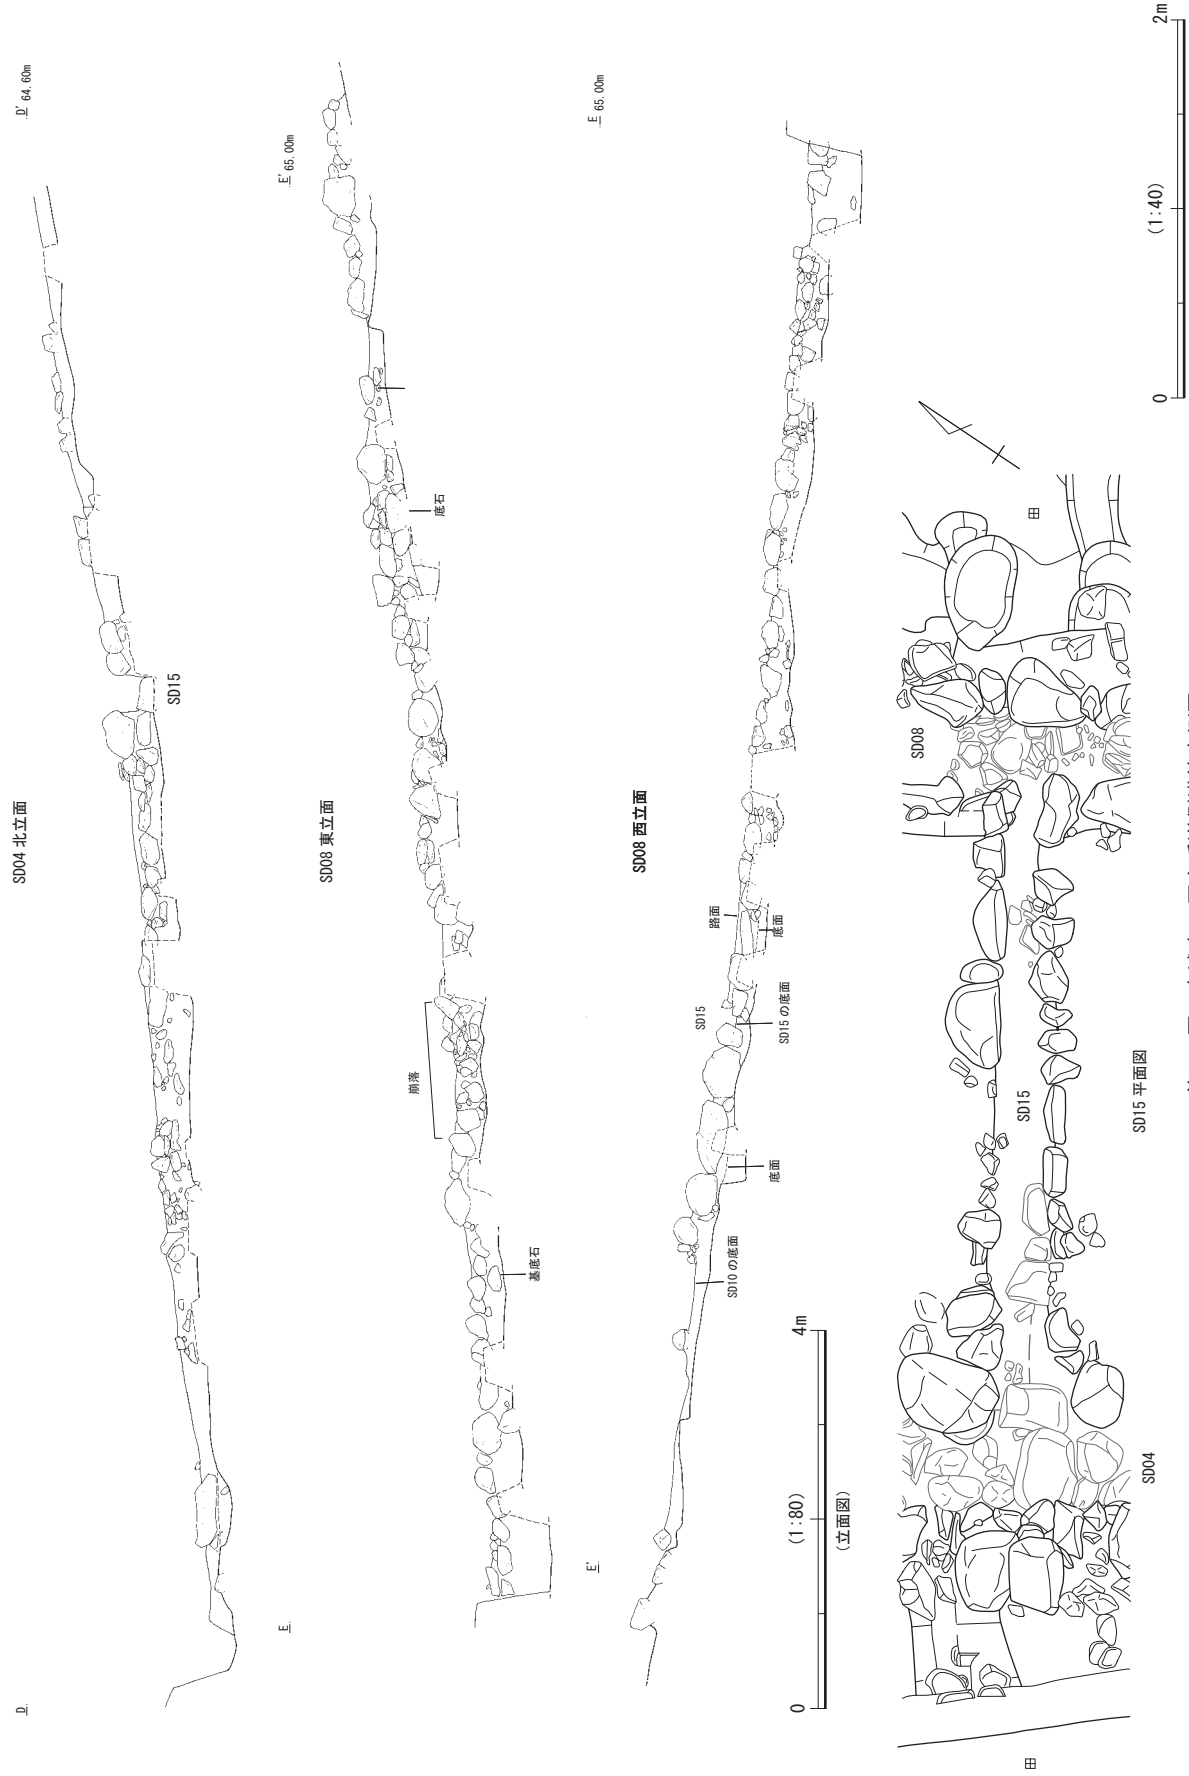 D
D' 64.60m
SD04 北立面
SD15
E
E' 65.00m
SD08 東立面
底石
崩落
基底石
E'
E 65.00m
SD08 西立面
路面
底面
SD15
SD15 の底面
底面
SD10 の底面
0
(1:80)
4m
(立面図)
SD08
SD15
SD04
SD15 平面図
0
(1:40)
2m